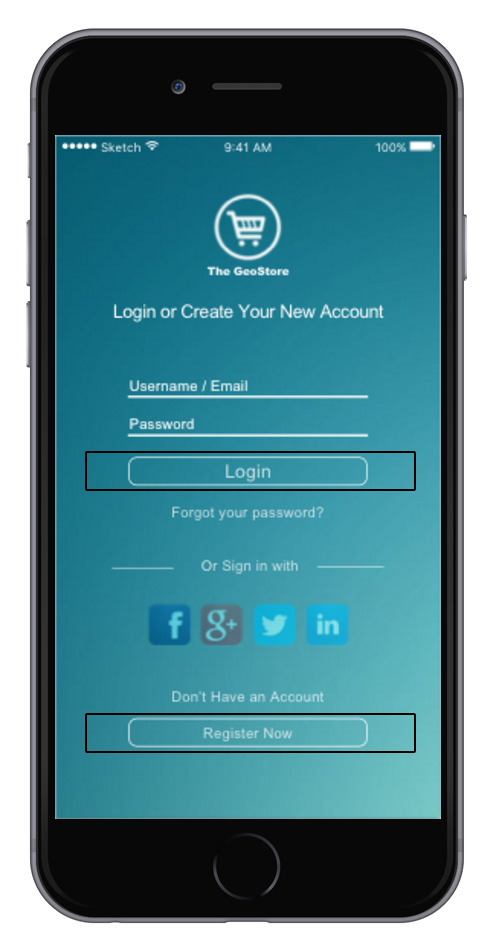 Sketch 9:41 AM 100%
The GeoStore
Login or Create Your New Account
Username / Email
Password
Login
Forgot your password?
Or Sign in with
f g+ in
Don't Have an Account
Register Now